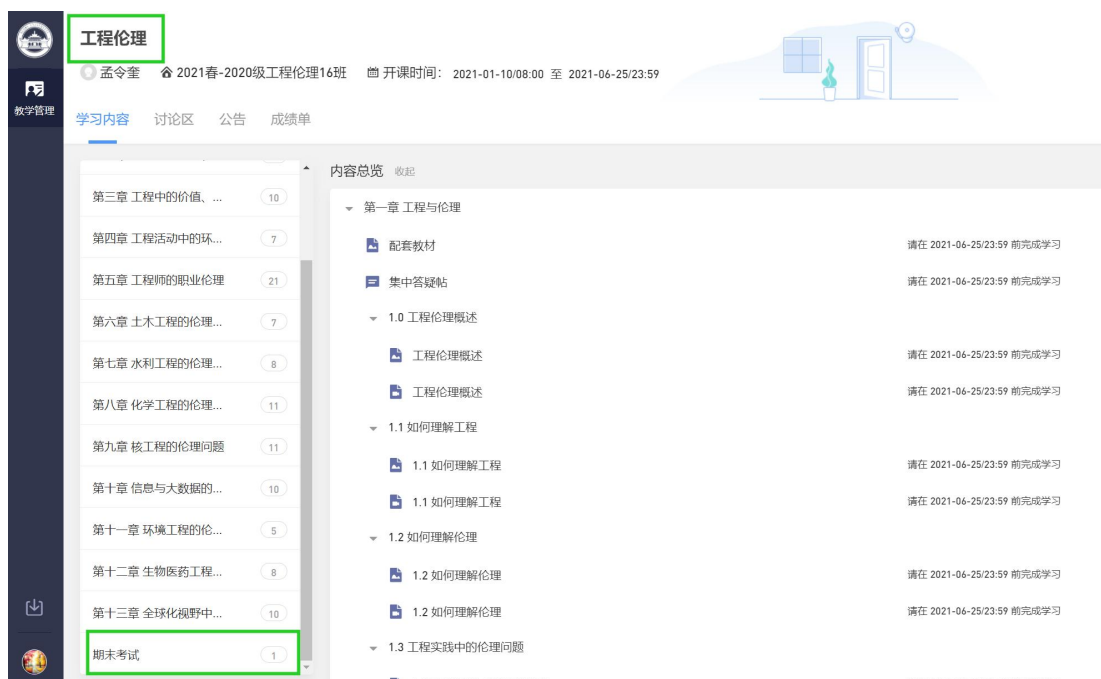 工程伦理
孟令奎 2021春-2020级工程伦理16班 开课时间： 2021-01-10/08:00 至 2021-06-25/23:59
教学管理
学习内容 讨论区 公告 成绩单
内容总览 收起
第三章 工程中的价值、... 10
第四章 工程活动中的环... 7
第五章 工程师的职业伦理 21
第六章 土木工程的伦理... 7
第七章 水利工程的伦理... 8
第八章 化学工程的伦理... 11
第九章 核工程的伦理问题 11
第十章 信息与大数据的... 10
第十一章 环境工程的伦... 5
第十二章 生物医药工程... 8
第十三章 全球化视野中... 10
期末考试 1
第一章 工程与伦理
配套教材 请在 2021-06-25/23:59 前完成学习
集中答疑帖 请在 2021-06-25/23:59 前完成学习
1.0 工程伦理概述
工程伦理概述 请在 2021-06-25/23:59 前完成学习
工程伦理概述 请在 2021-06-25/23:59 前完成学习
1.1 如何理解工程
1.1 如何理解工程 请在 2021-06-25/23:59 前完成学习
1.1 如何理解工程 请在 2021-06-25/23:59 前完成学习
1.2 如何理解伦理
1.2 如何理解伦理 请在 2021-06-25/23:59 前完成学习
1.2 如何理解伦理 请在 2021-06-25/23:59 前完成学习
1.3 工程实践中的伦理问题